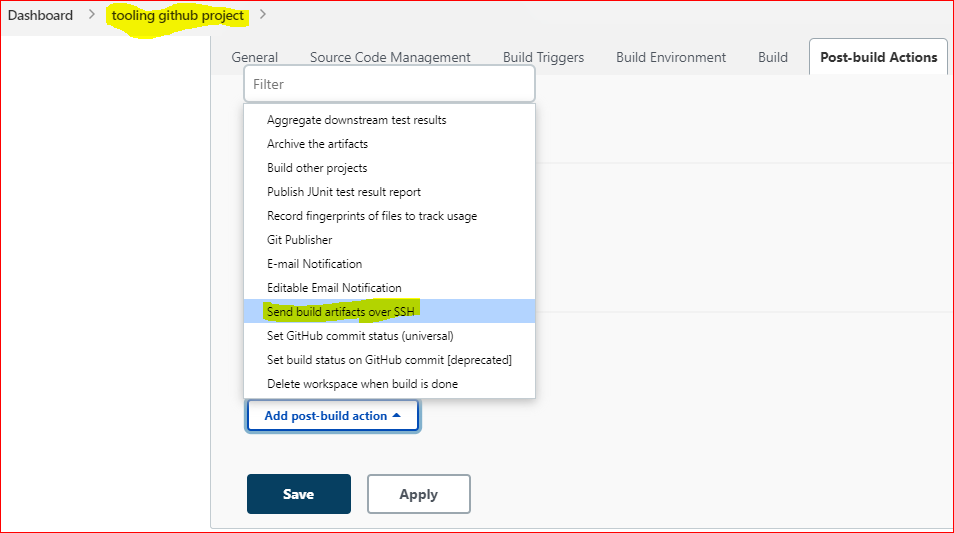 Dashboard > tooling github project >
General Source Code Management Build Triggers Build Environment Build Post-build Actions
Filter
Aggregate downstream test results
Archive the artifacts
Build other projects
Publish JUnit test result report
Record fingerprints of files to track usage
Git Publisher
E-mail Notification
Editable Email Notification
Send build artifacts over SSH
Set GitHub commit status (universal)
Set build status on GitHub commit [deprecated]
Delete workspace when build is done
Add post-build action
Save Apply